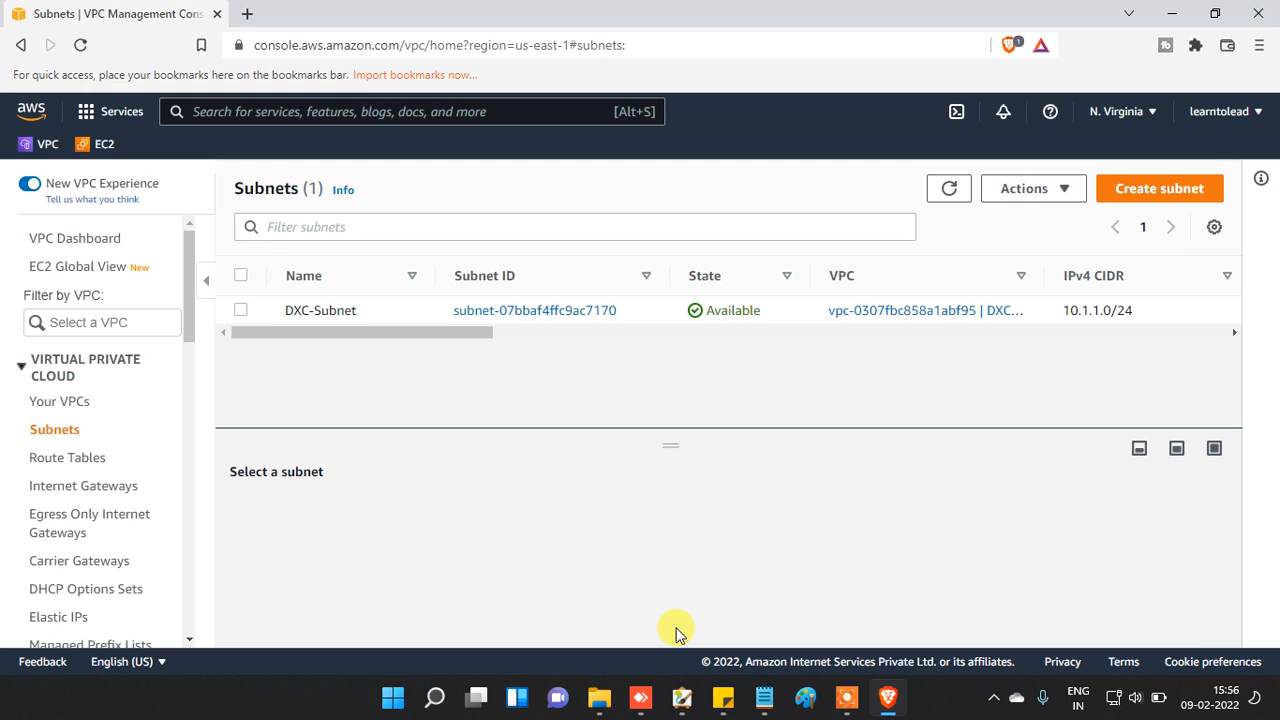 Subnets | VPC Management Cons
console.aws.amazon.com/vpc/home?region=us-east-1#subnets:
1
For quick access, place your bookmarks here on the bookmarks bar. Import bookmarks now...
aws
Services
Search for services, features, blogs, docs, and more
[Alt+S]
N. Virginia
learntolead
VPC
EC2
New VPC Experience
Tell us what you think
VPC Dashboard
EC2 Global View New
Filter by VPC:
Select a VPC
VIRTUAL PRIVATE
CLOUD
Your VPCs
Subnets
Route Tables
Internet Gateways
Egress Only Internet
Gateways
Carrier Gateways
DHCP Options Sets
Elastic IPs
Managed Prefix Lists
Subnets (1) Info
Actions
Create subnet
Filter subnets
1
Name Subnet ID State VPC IPv4 CIDR
DXC-Subnet subnet-07bbaf4ffc9ac7170 Available vpc-0307fbc858a1abf95 | DXC... 10.1.1.0/24
Select a subnet
Feedback English (US) © 2022, Amazon Internet Services Private Ltd. or its affiliates. Privacy Terms Cookie preferences
ENG
IN
15:56
09-02-2022